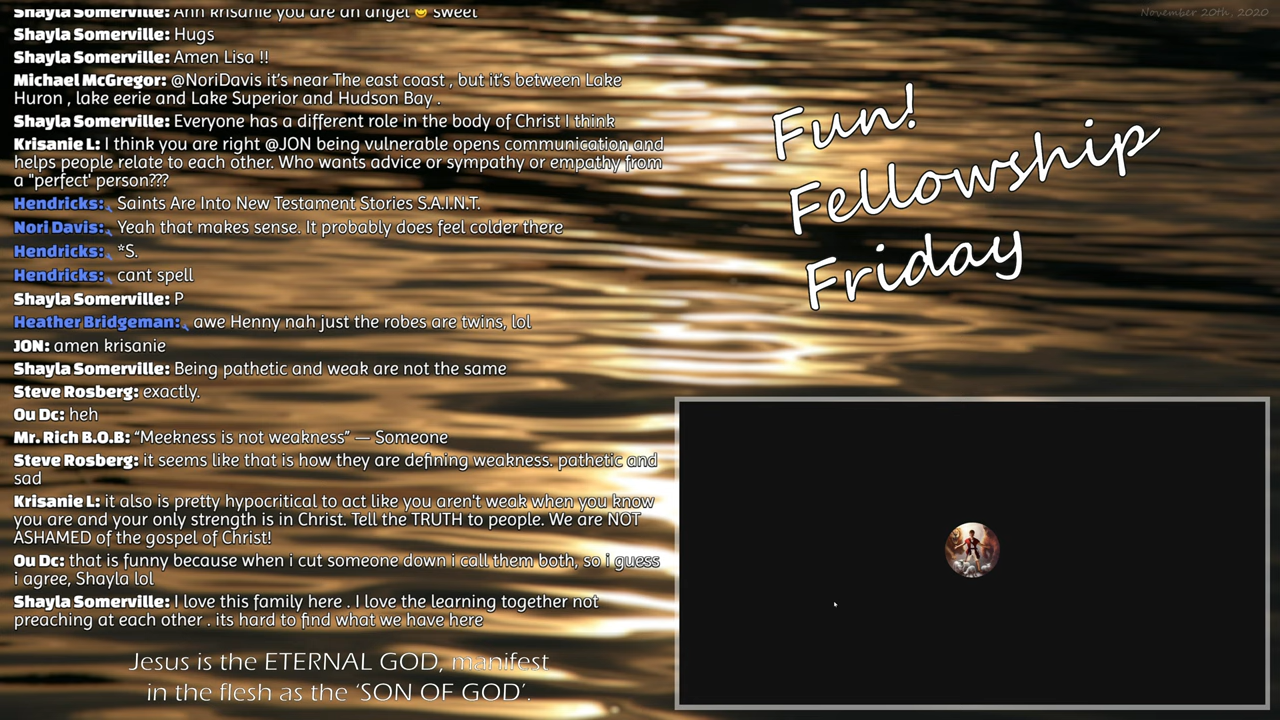 Shayla Somerville: Ahh krisanie you are an angel 😊 sweet
November 20th, 2020
Shayla Somerville: Hugs
Shayla Somerville: Amen Lisa !!
Michael McGregor: @NoriDavis it's near The east coast , but it's between Lake
Huron , lake eerie and Lake Superior and Hudson Bay .
Shayla Somerville: Everyone has a different role in the body of Christ I think
Krisanie L: I think you are right @JON being vulnerable opens communication and
helps people relate to each other. Who wants advice or sympathy or empathy from
a "perfect' person???
Hendricks: Saints Are Into New Testament Stories S.A.I.N.T.
Nori Davis: Yeah that makes sense. It probably does feel colder there
Hendricks: *S.
Hendricks: cant spell
Shayla Somerville: P
Heather Bridgeman: awe Henny nah just the robes are twins, lol
JON: amen krisanie
Shayla Somerville: Being pathetic and weak are not the same
Steve Rosberg: exactly.
Ou Dc: heh
Mr. Rich B.O.B: “Meekness is not weakness” — Someone
Steve Rosberg: it seems like that is how they are defining weakness. pathetic and
sad
Krisanie L: it also is pretty hypocritical to act like you aren't weak when you know
you are and your only strength is in Christ. Tell the TRUTH to people. We are NOT
ASHAMED of the gospel of Christ!
Ou Dc: that is funny because when i cut someone down i call them both, so i guess
i agree, Shayla lol
Shayla Somerville: I love this family here . I love the learning together not
preaching at each other . its hard to find what we have here
Jesus is the ETERNAL GOD, manifest
in the flesh as the ‘SON OF GOD’.
Fun!
Fellowship
Friday